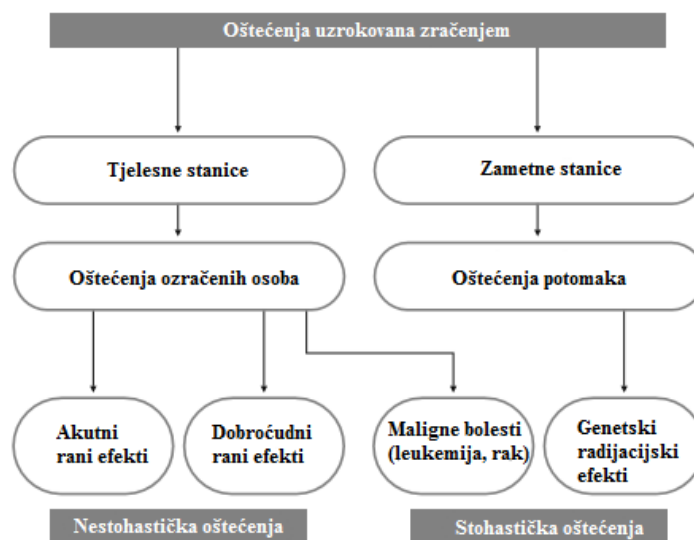 Oštećenja uzrokovana zračenjem
Tjelesne stanice
Zametne stanice
Oštećenja ozračenih osoba
Oštećenja potomaka
Akutni
rani efekti
Dobroćudni
rani efekti
Maligne bolesti
(leukemija, rak)
Genetski
radijacijski
efekti
Nestohastička oštećenja
Stohastička oštećenja